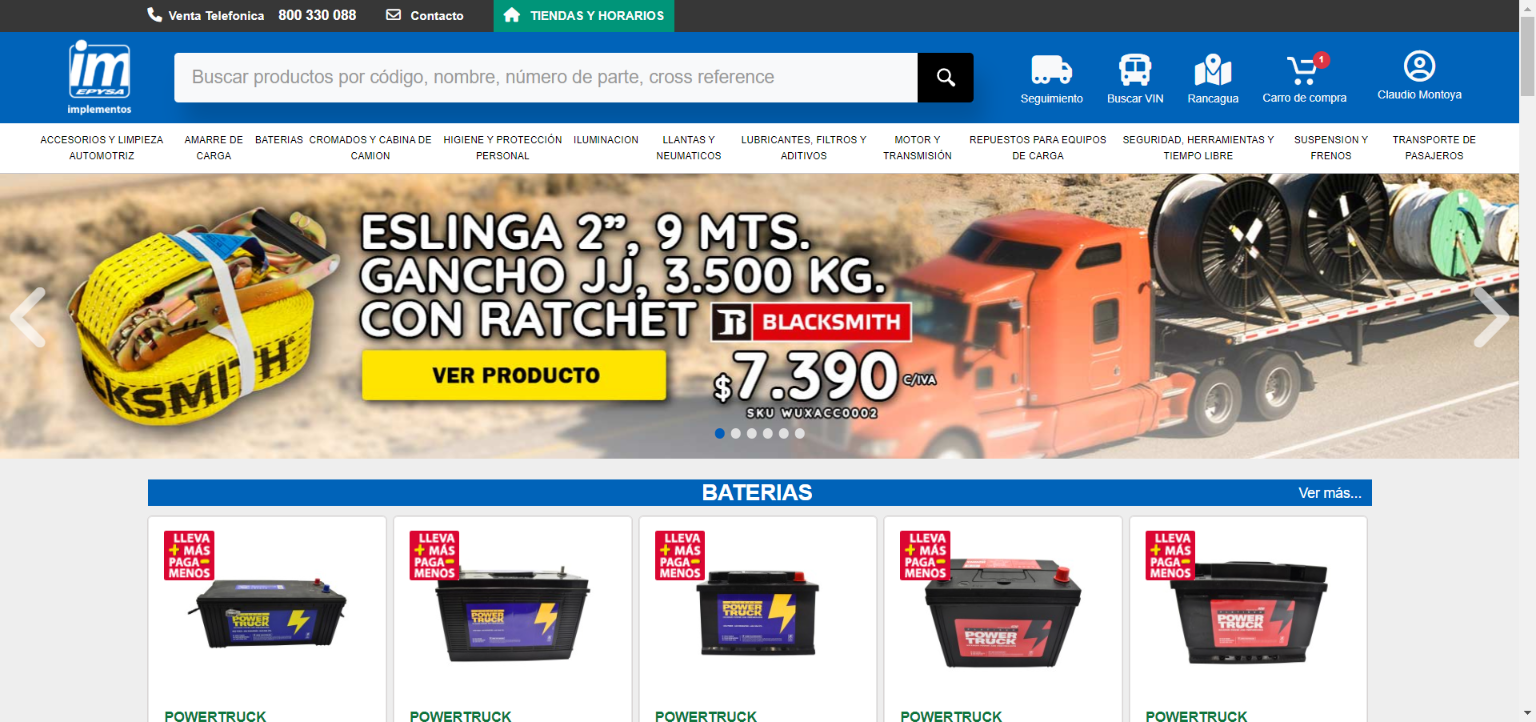 Venta Telefonica 800 330 088 Contacto TIENDAS Y HORARIOS
im
EPYSA
implementos
Buscar productos por código, nombre, número de parte, cross reference
1
Seguimiento Buscar VIN Rancagua Carro de compra Claudio Montoya
ACCESORIOS Y LIMPIEZA AUTOMOTRIZ
AMARRE DE CARGA
BATERIAS
CROMADOS Y CABINA DE CAMION
HIGIENE Y PROTECCIÓN PERSONAL
ILUMINACION
LLANTAS Y NEUMATICOS
LUBRICANTES, FILTROS Y ADITIVOS
MOTOR Y TRANSMISIÓN
REPUESTOS PARA EQUIPOS DE CARGA
SEGURIDAD, HERRAMIENTAS Y TIEMPO LIBRE
SUSPENSION Y FRENOS
TRANSPORTE DE PASAJEROS
ESLINGA 2”, 9 MTS.
GANCHO JJ, 3.500 KG.
CON RATCHET BLACKSMITH
VER PRODUCTO
$7.390 C/IVA
SKU WUXACC0002
BATERIAS
Ver más...
LLEVA
+ MÁS
PAGA-
MENOS
POWER
TRUCK
POWERTRUCK
LLEVA
+ MÁS
PAGA-
MENOS
POWER
TRUCK
POWERTRUCK
LLEVA
+ MÁS
PAGA-
MENOS
POWER
TRUCK
POWERTRUCK
LLEVA
+ MÁS
PAGA-
MENOS
POWER
TRUCK
POWERTRUCK
LLEVA
+ MÁS
PAGA-
MENOS
POWER
TRUCK
POWERTRUCK